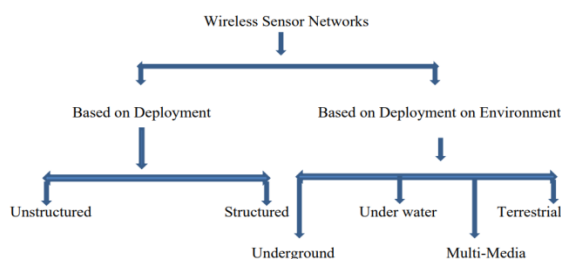 Wireless Sensor Networks
Based on Deployment
Based on Deployment on Environment
Unstructured
Structured
Under water
Terrestrial
Underground
Multi-Media